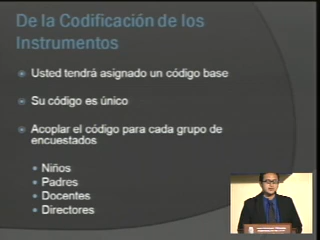 De la Codificación de los
Instrumentos
Usted tendrá asignado un código base
Su código es único
Acoplar el código para cada grupo de
encuestados
Niños
Padres
Docentes
Directores